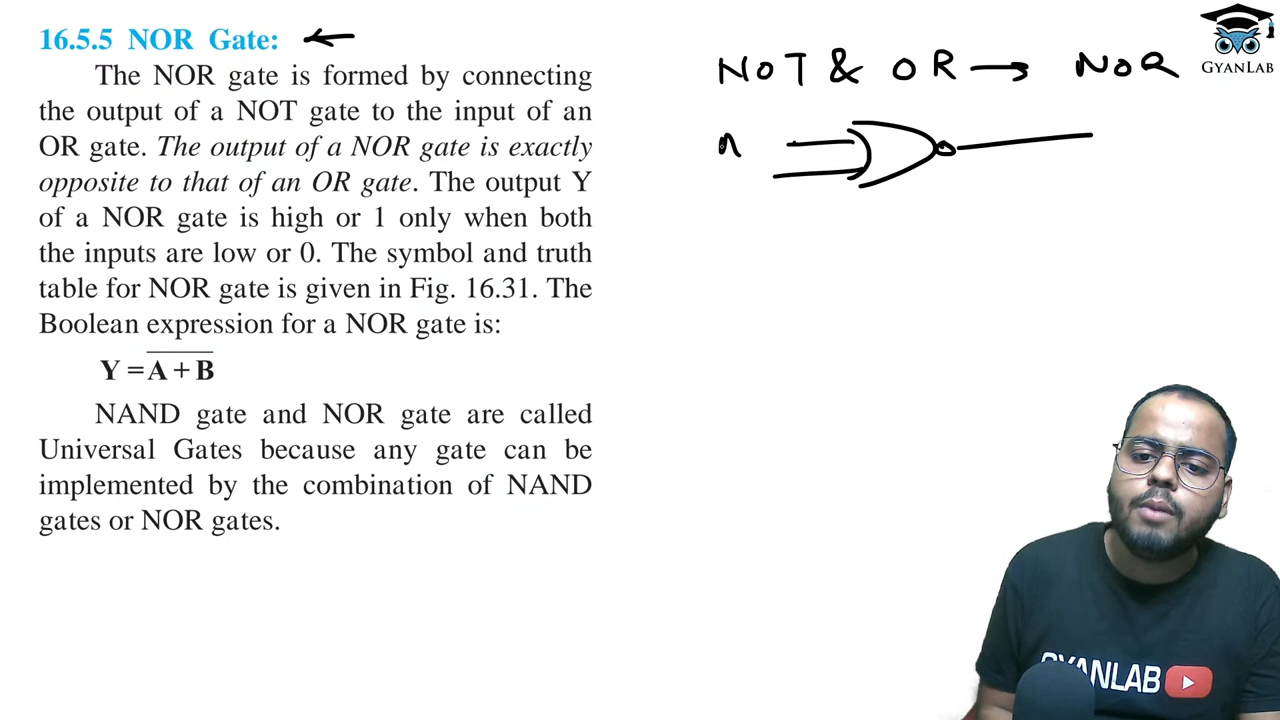 16.5.5 NOR Gate:
The NOR gate is formed by connecting
the output of a NOT gate to the input of an
OR gate. The output of a NOR gate is exactly
opposite to that of an OR gate. The output Y
of a NOR gate is high or 1 only when both
the inputs are low or 0. The symbol and truth
table for NOR gate is given in Fig. 16.31. The
Boolean expression for a NOR gate is:
Y = A̅ ̅+̅ ̅B̅
NAND gate and NOR gate are called
Universal Gates because any gate can be
implemented by the combination of NAND
gates or NOR gates.
NOT & OR → NOR
GYANLAB
GYANLAB